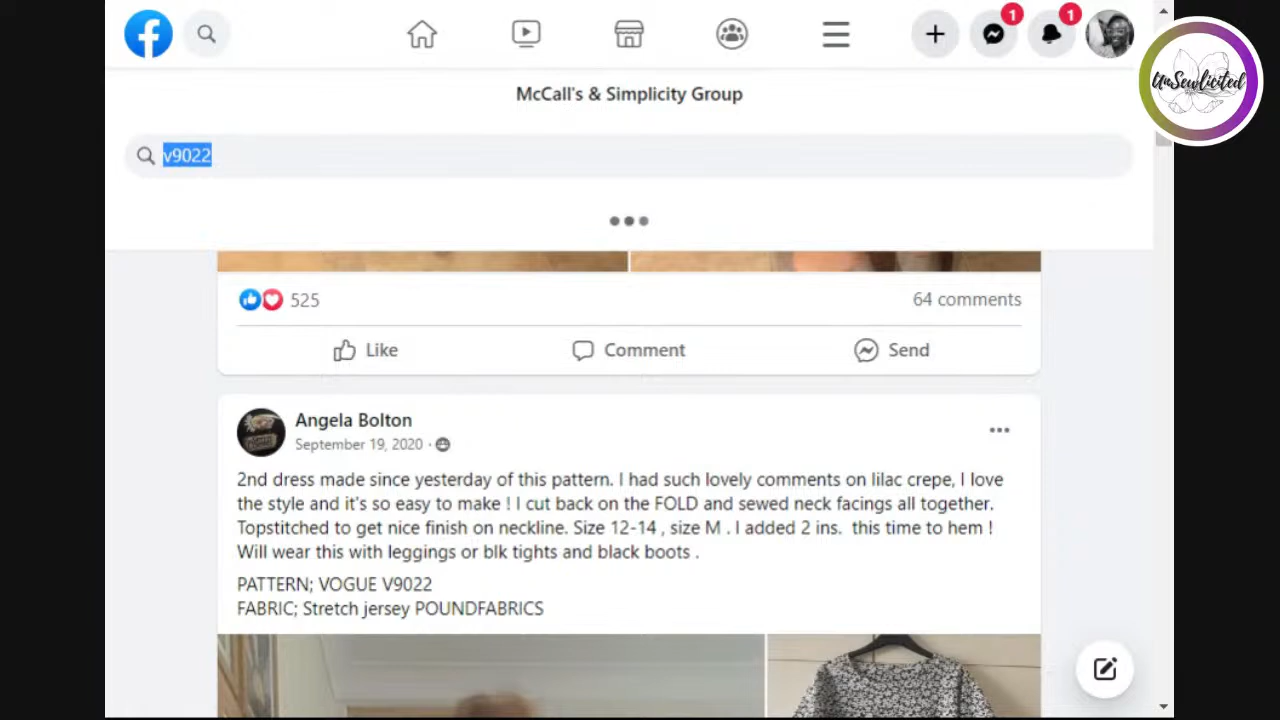 1
1
UnSewlicited
McCall's & Simplicity Group
v9022
525
64 comments
Like
Comment
Send
Angela Bolton
September 19, 2020 ·
2nd dress made since yesterday of this pattern. I had such lovely comments on lilac crepe, I love
the style and it's so easy to make ! I cut back on the FOLD and sewed neck facings all together.
Topstitched to get nice finish on neckline. Size 12-14 , size M . I added 2 ins. this time to hem !
Will wear this with leggings or blk tights and black boots .
PATTERN; VOGUE V9022
FABRIC; Stretch jersey POUNDFABRICS